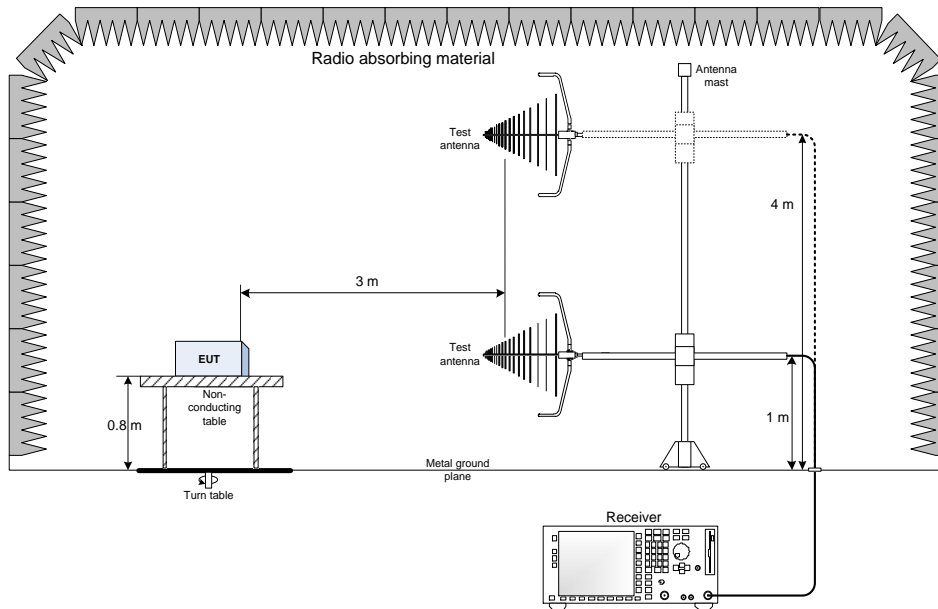 Radio absorbing material
Antenna
mast
Test
antenna
4 m
3 m
Test
antenna
EUT
Non-
conducting
table
0.8 m
1 m
Metal ground
plane
Turn table
Receiver